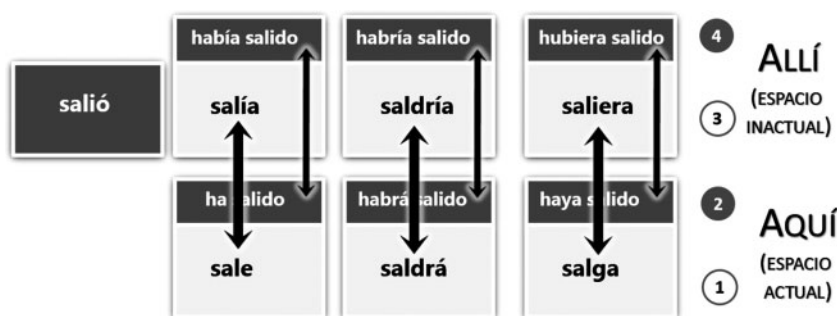 había salido habría salido hubiera salido 4
ALLÍ
salió salía saldría saliera (ESPACIO
3 INACTUAL)
ha salido habrá salido haya salido 2
AQUÍ
sale saldrá salga (ESPACIO
1 ACTUAL)